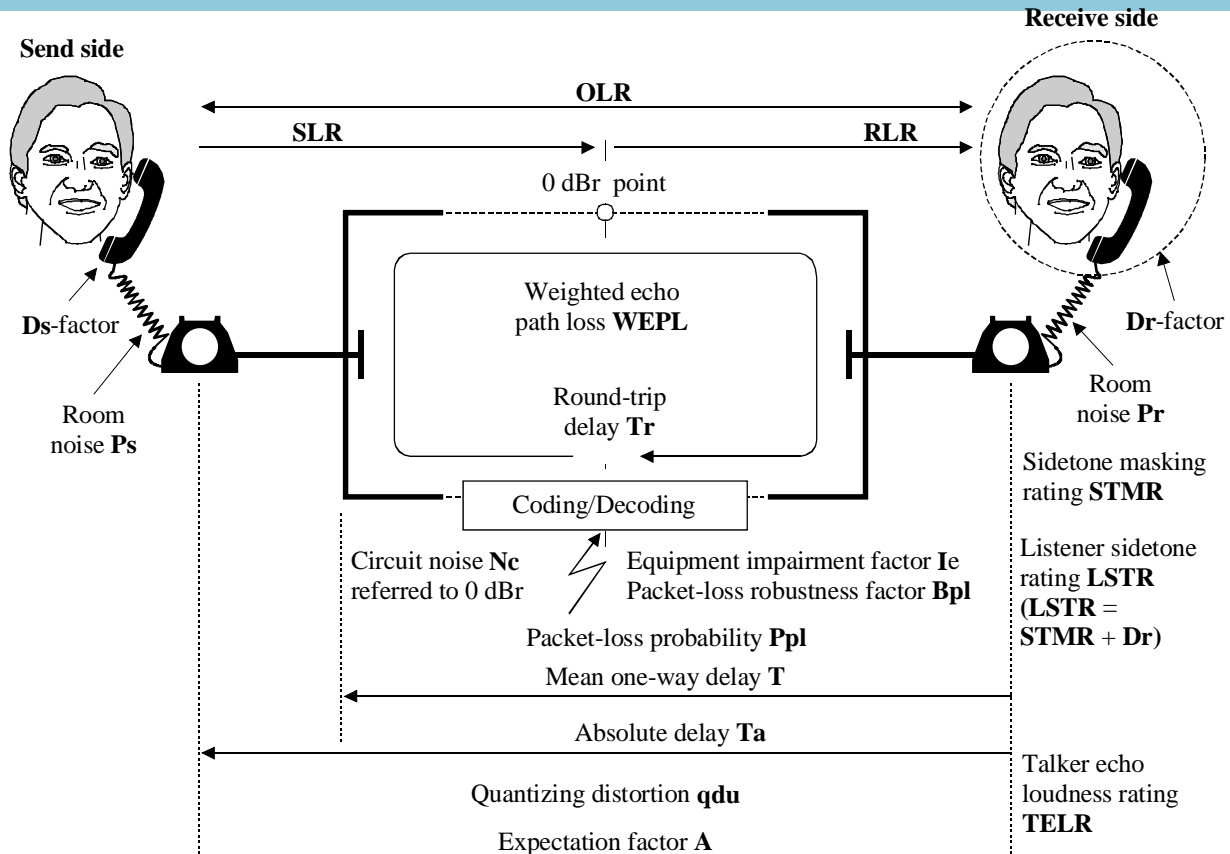 Receive side
Send side
OLR
SLR
RLR
0 dBr point
Weighted echo
path loss WEPL
Ds-factor
Dr-factor
Round-trip
delay Tr
Room
noise Ps
Room
noise Pr
Sidetone masking
rating STMR
Coding/Decoding
Circuit noise Nc
referred to 0 dBr
Equipment impairment factor Ie
Packet-loss robustness factor Bpl
Listener sidetone
rating LSTR
(LSTR =
STMR + Dr)
Packet-loss probability Ppl
Mean one-way delay T
Absolute delay Ta
Talker echo
loudness rating
TELR
Quantizing distortion qdu
Expectation factor A